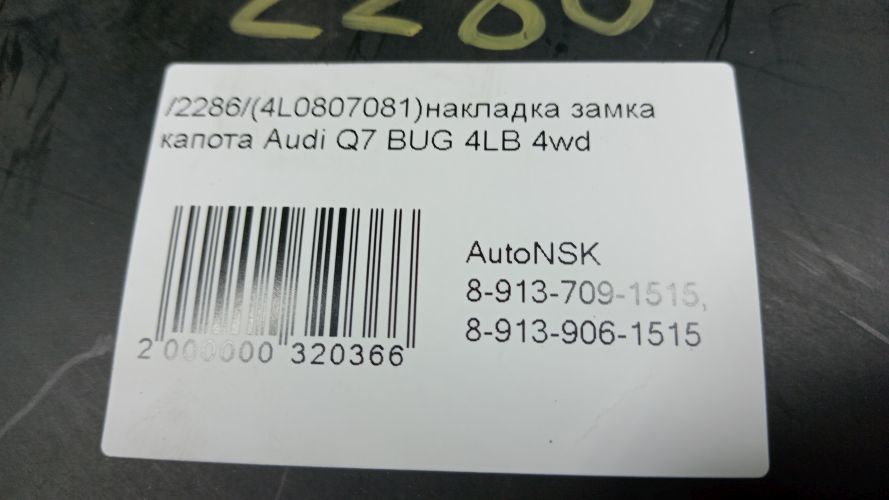 2286
/2286/(4L0807081)накладка замка
капота Audi Q7 BUG 4LB 4wd
AutoNSK
8-913-709-1515,
8-913-906-1515
2 000000 320366